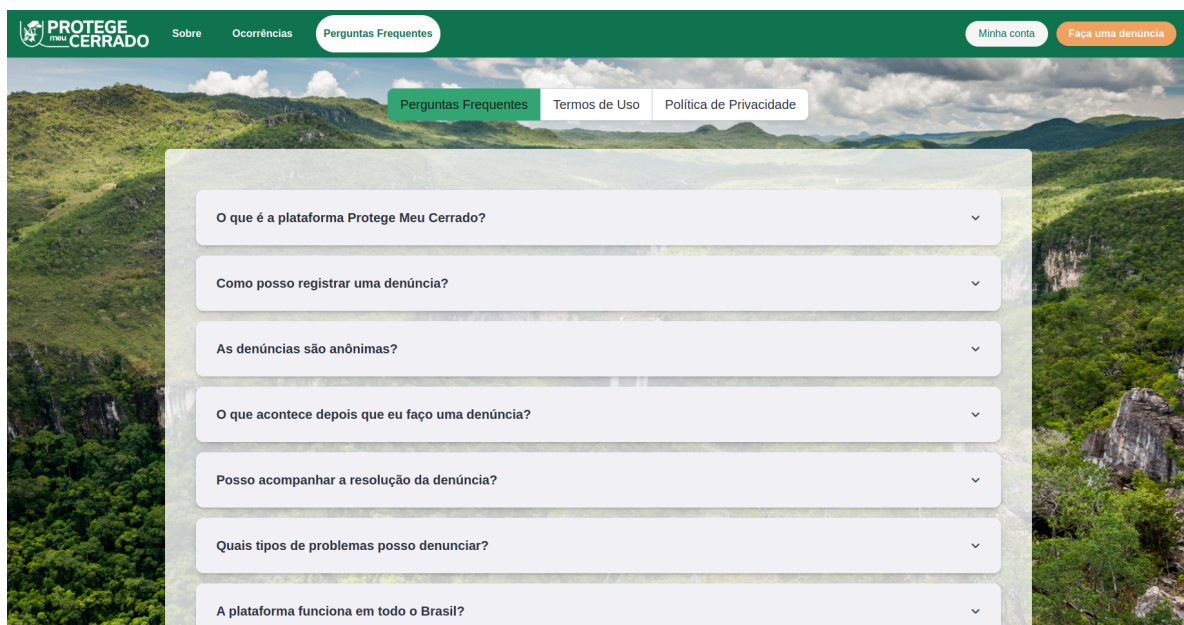 PROTEGE
meu CERRADO
Sobre
Ocorrências
Perguntas Frequentes
Minha conta
Faça uma denúncia
Perguntas Frequentes
Termos de Uso
Política de Privacidade
O que é a plataforma Protege Meu Cerrado?
Como posso registrar uma denúncia?
As denúncias são anônimas?
O que acontece depois que eu faço uma denúncia?
Posso acompanhar a resolução da denúncia?
Quais tipos de problemas posso denunciar?
A plataforma funciona em todo o Brasil?